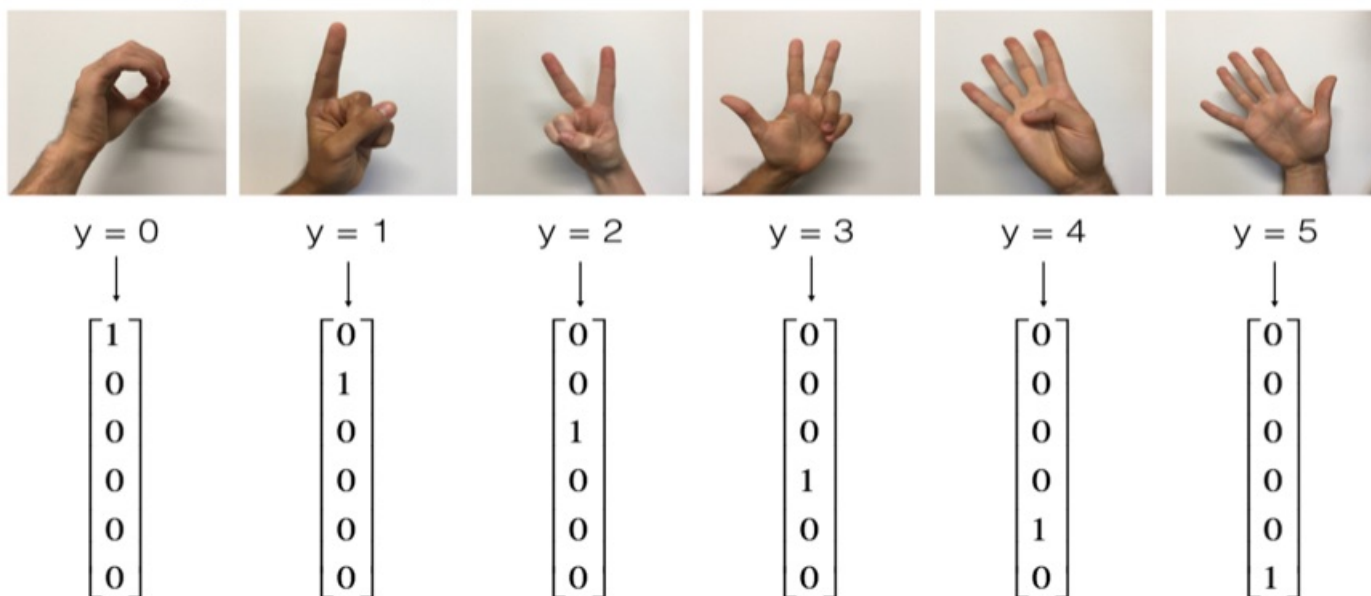 y = 0 y = 1 y = 2 y = 3 y = 4 y = 5
1 0 0 0 0 0
0 1 0 0 0 0
0 0 1 0 0 0
0 0 0 1 0 0
0 0 0 0 1 0
0 0 0 0 0 1